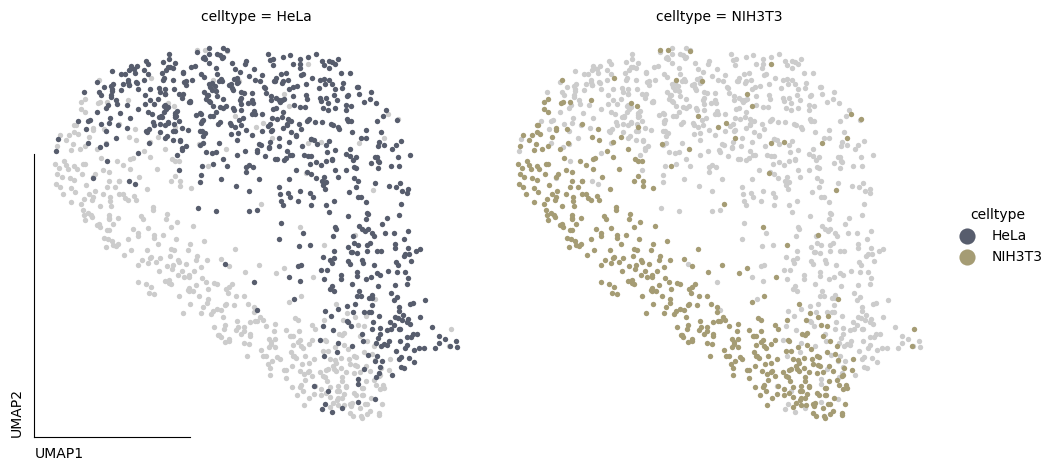 celltype = HeLa
celltype = NIH3T3
celltype
HeLa
NIH3T3
UMAP2
UMAP1